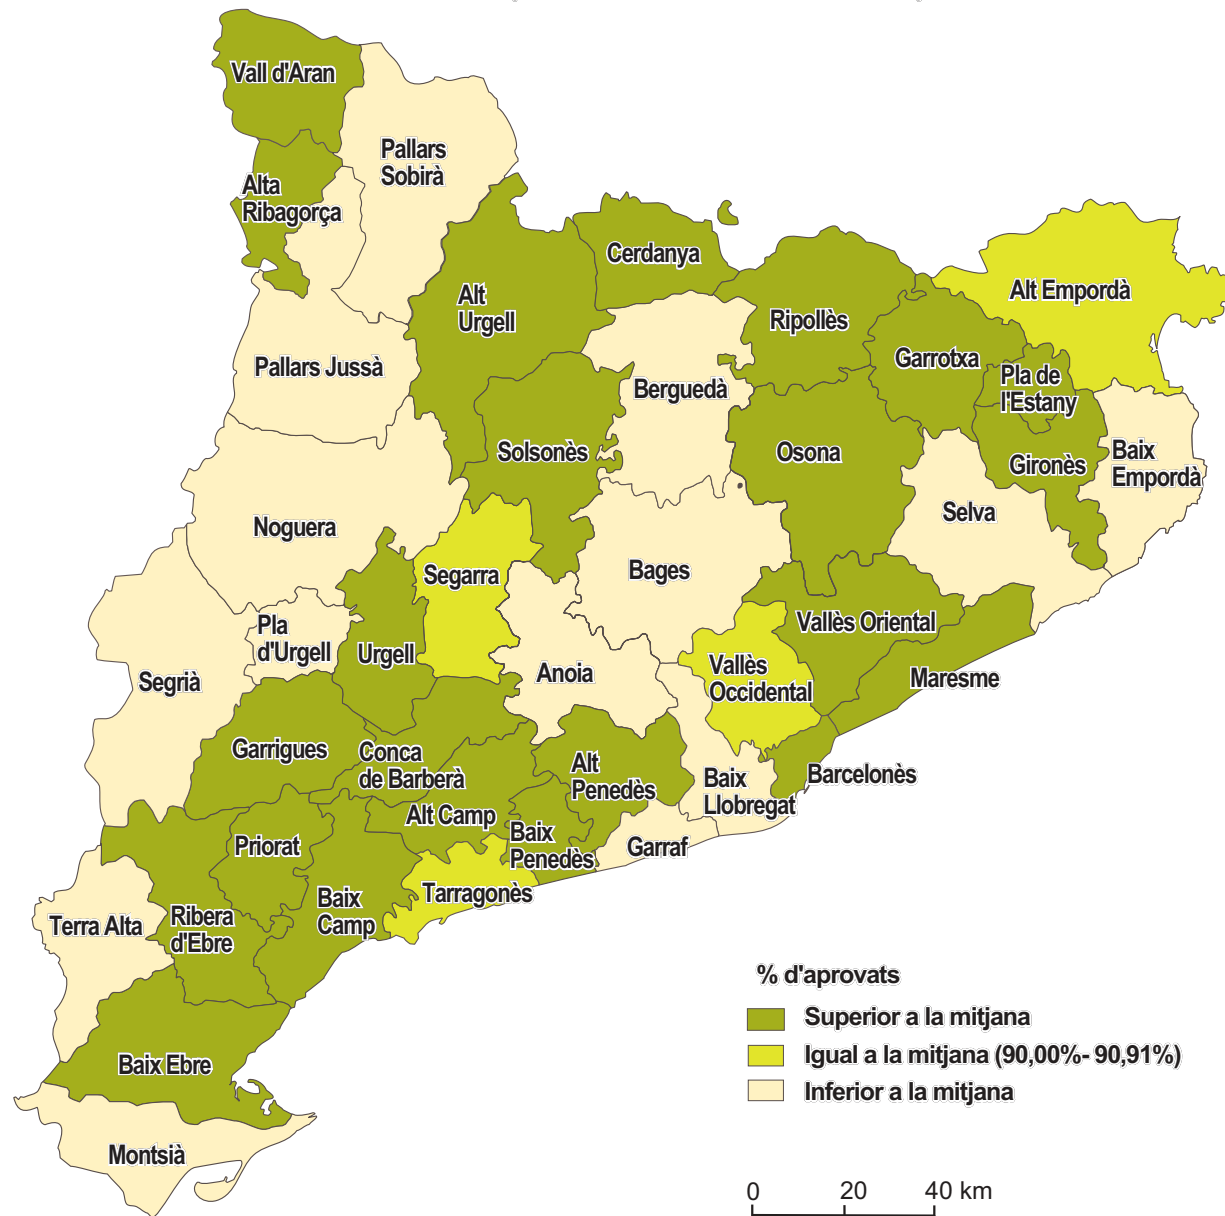 Vall d'Aran
Pallars
Sobirà
Alta
Ribagorça
Cerdanya
Alt
Urgell
Alt Empordà
Ripollès
Garrotxa
Pallars Jussà
Pla de
l'Estany
Berguedà
Solsonès
Osona
Gironès
Baix
Empordà
Noguera
Selva
Segarra
Bages
Pla
d'Urgell
Urgell
Vallès Oriental
Segrià
Anoia
Vallès
Occidental
Maresme
Garrigues
Conca
de Barberà
Alt
Penedès
Baix
Llobregat
Barcelonès
Alt Camp
Baix
Penedès
Garraf
Priorat
Tarragonès
Baix
Camp
Terra Alta
Ribera
d'Ebre
Baix Ebre
Montsià
% d'aprovats
Superior a la mitjana
Igual a la mitjana (90,00%- 90,91%)
Inferior a la mitjana
0 20 40 km